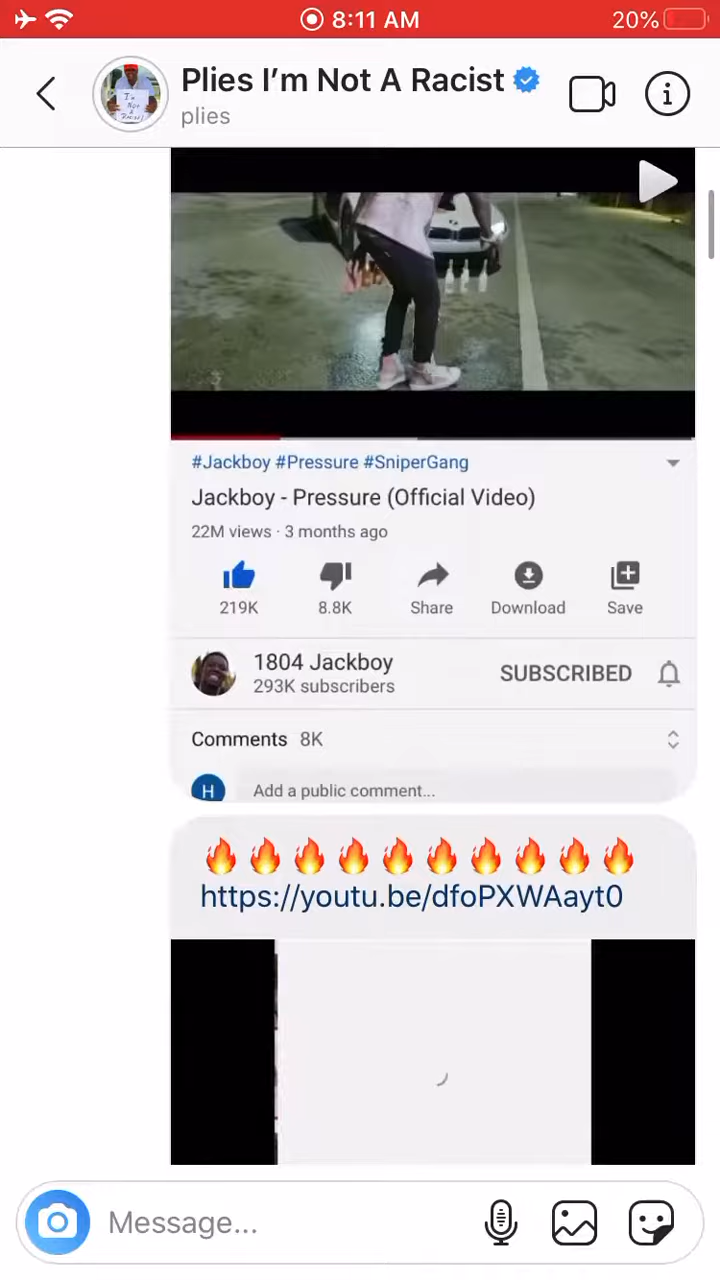 8:11 AM
20%
Plies I’m Not A Racist
plies
#Jackboy #Pressure #SniperGang
Jackboy - Pressure (Official Video)
22M views · 3 months ago
219K
8.8K
Share
Download
Save
1804 Jackboy
293K subscribers
SUBSCRIBED
Comments 8K
H
Add a public comment...
🔥🔥🔥🔥🔥🔥🔥🔥🔥🔥
https://youtu.be/dfoPXWAayt0
Message...